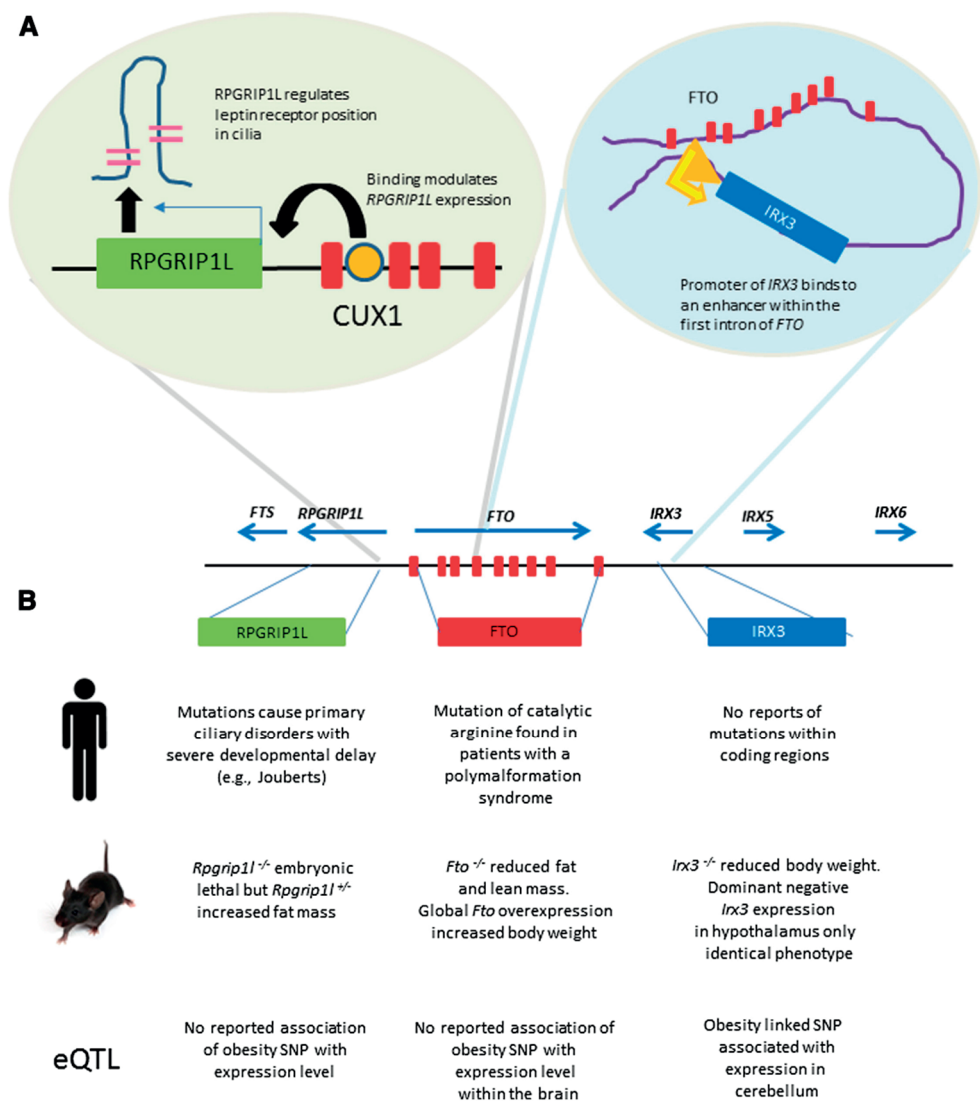 A
RPGRIP1L regulates
leptin receptor position
in cilia
Binding modulates
RPGRIP1L expression
RPGRIP1L
CUX1
FTO
IRX3
Promoter of IRX3 binds to
an enhancer within the
first intron of FTO
FTS
RPGRIP1L
FTO
IRX3
IRX5
IRX6
B
RPGRIP1L
FTO
IRX3
Mutations cause primary
ciliary disorders with
severe developmental delay
(e.g., Jouberts)
Mutation of catalytic
arginine found in
patients with a
polymalformation
syndrome
No reports of
mutations within
coding regions
Rpgrip1l -/- embryonic
lethal but Rpgrip1l +/-
increased fat mass
Fto -/- reduced fat
and lean mass.
Global Fto overexpression
increased body weight
Irx3 -/- reduced body weight.
Dominant negative
Irx3 expression
in hypothalamus only
identical phenotype
eQTL
No reported association
of obesity SNP with
expression level
No reported association of
obesity SNP with
expression level
within the brain
Obesity linked SNP
associated with
expression in
cerebellum